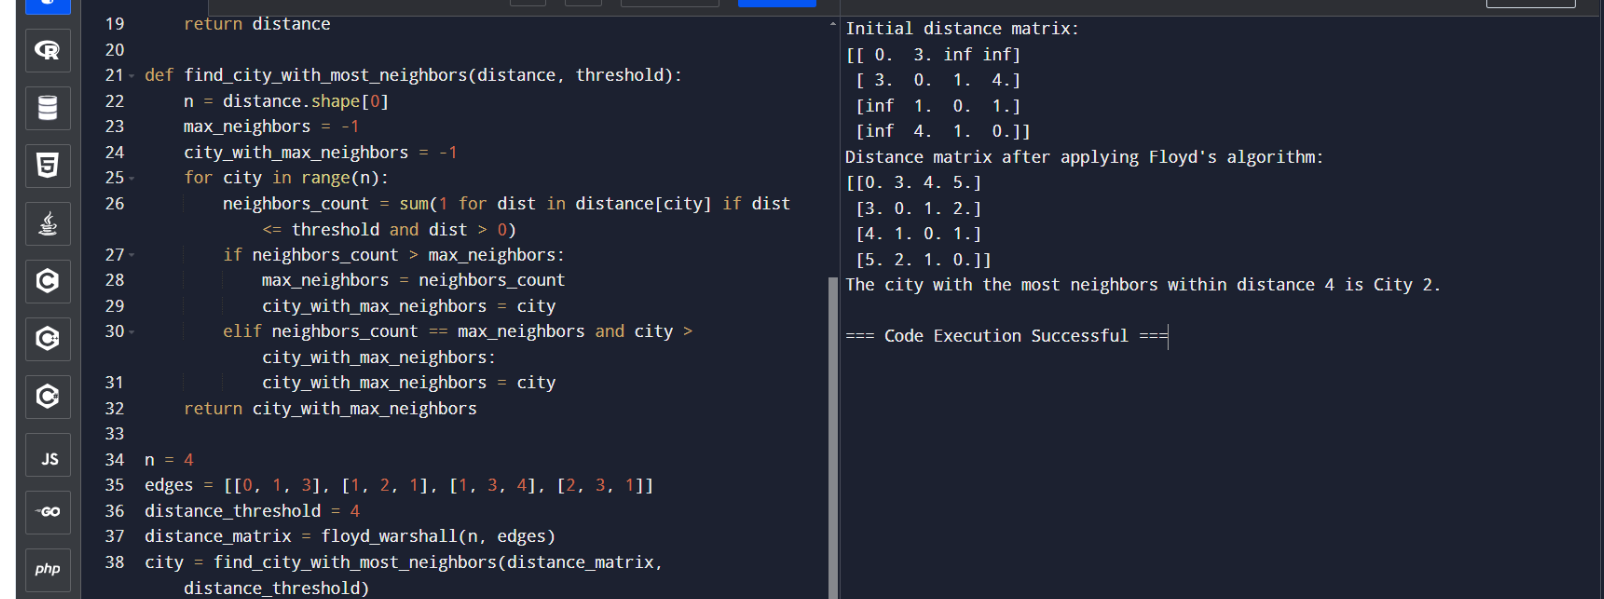 19 return distance
20
21 def find_city_with_most_neighbors(distance, threshold):
22 n = distance.shape[0]
23 max_neighbors = -1
24 city_with_max_neighbors = -1
25 for city in range(n):
26 neighbors_count = sum(1 for dist in distance[city] if dist
<= threshold and dist > 0)
27 if neighbors_count > max_neighbors:
28 max_neighbors = neighbors_count
29 city_with_max_neighbors = city
30 elif neighbors_count == max_neighbors and city >
city_with_max_neighbors:
31 city_with_max_neighbors = city
32 return city_with_max_neighbors
33
34 n = 4
35 edges = [[0, 1, 3], [1, 2, 1], [1, 3, 4], [2, 3, 1]]
36 distance_threshold = 4
37 distance_matrix = floyd_warshall(n, edges)
38 city = find_city_with_most_neighbors(distance_matrix,
distance_threshold)
Initial distance matrix:
[[ 0. 3. inf inf]
[ 3. 0. 1. 4.]
[inf 1. 0. 1.]
[inf 4. 1. 0.]]
Distance matrix after applying Floyd's algorithm:
[[0. 3. 4. 5.]
[3. 0. 1. 2.]
[4. 1. 0. 1.]
[5. 2. 1. 0.]]
The city with the most neighbors within distance 4 is City 2.
=== Code Execution Successful ===
R
5
C
C
C
JS
GO
php